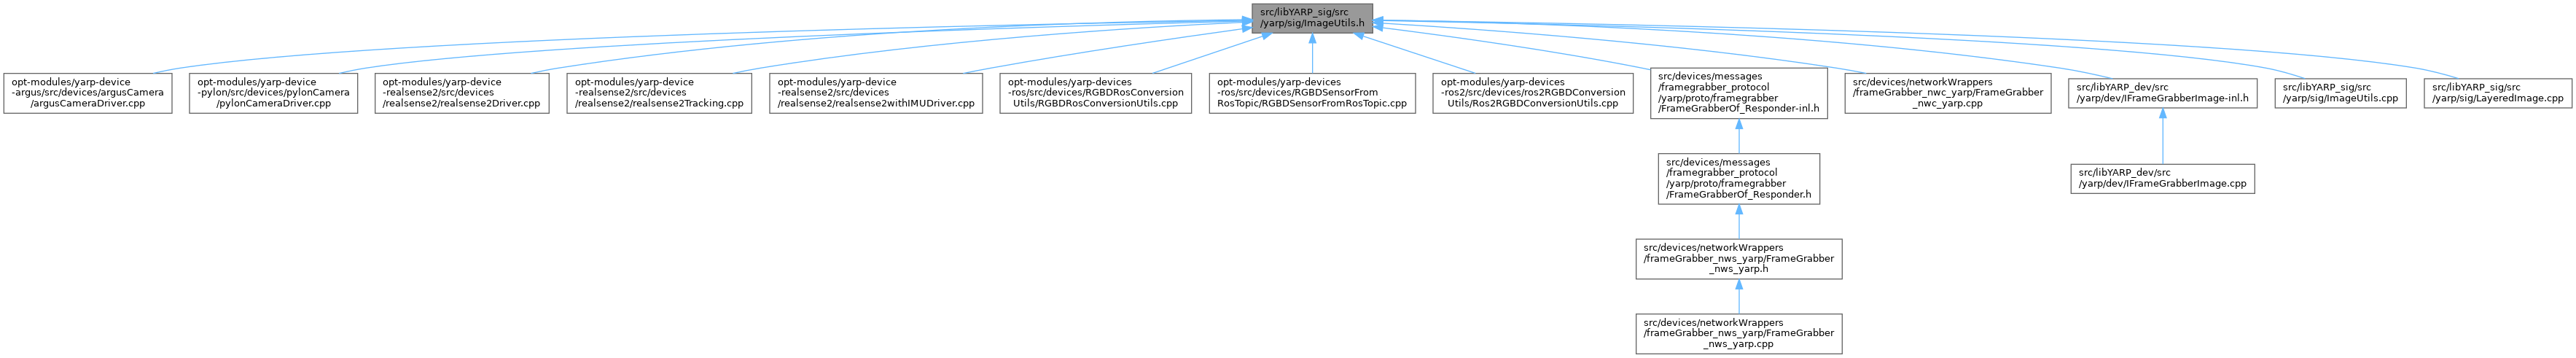 src/libYARP_sig/src
/yarp/sig/ImageUtils.h
opt-modules/yarp-device
-argus/src/devices/argusCamera
/argusCameraDriver.cpp
opt-modules/yarp-device
-pylon/src/devices/pylonCamera
/pylonCameraDriver.cpp
opt-modules/yarp-device
-realsense2/src/devices
/realsense2/realsense2Driver.cpp
opt-modules/yarp-device
-realsense2/src/devices
/realsense2/realsense2Tracking.cpp
opt-modules/yarp-device
-realsense2/src/devices
/realsense2/realsense2withIMUDriver.cpp
opt-modules/yarp-devices
-ros/src/devices/RGBDRosConversion
Utils/RGBDRosConversionUtils.cpp
opt-modules/yarp-devices
-ros/src/devices/RGBDSensorFrom
RosTopic/RGBDSensorFromRosTopic.cpp
opt-modules/yarp-devices
-ros2/src/devices/ros2RGBDConversion
Utils/Ros2RGBDConversionUtils.cpp
src/devices/messages
/framegrabber_protocol
/yarp/proto/framegrabber
/FrameGrabberOf_Responder-inl.h
src/devices/networkWrappers
/frameGrabber_nwc_yarp/FrameGrabber
_nwc_yarp.cpp
src/libYARP_dev/src
/yarp/dev/IFrameGrabberImage-inl.h
src/libYARP_sig/src
/yarp/sig/ImageUtils.cpp
src/libYARP_sig/src
/yarp/sig/LayeredImage.cpp
src/devices/messages
/framegrabber_protocol
/yarp/proto/framegrabber
/FrameGrabberOf_Responder.h
src/libYARP_dev/src
/yarp/dev/IFrameGrabberImage.cpp
src/devices/networkWrappers
/frameGrabber_nws_yarp/FrameGrabber
_nws_yarp.h
src/devices/networkWrappers
/frameGrabber_nws_yarp/FrameGrabber
_nws_yarp.cpp